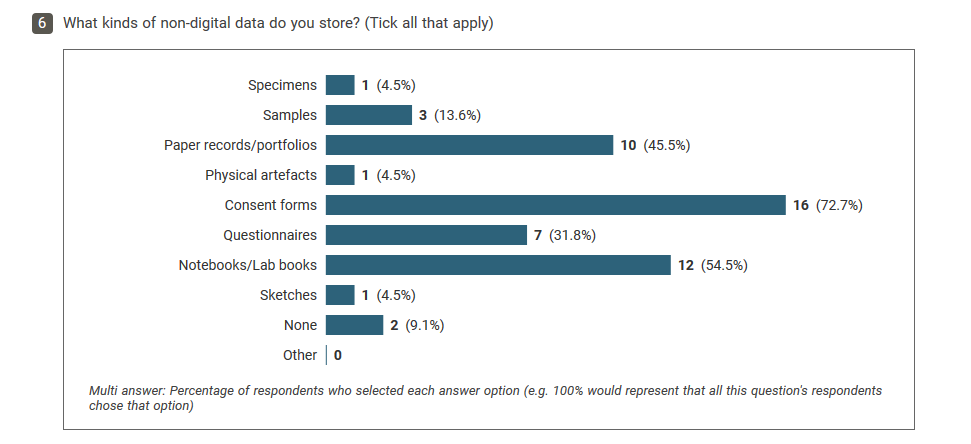 6 What kinds of non-digital data do you store? (Tick all that apply)
Specimens 1 (4.5%)
Samples 3 (13.6%)
Paper records/portfolios 10 (45.5%)
Physical artefacts 1 (4.5%)
Consent forms 16 (72.7%)
Questionnaires 7 (31.8%)
Notebooks/Lab books 12 (54.5%)
Sketches 1 (4.5%)
None 2 (9.1%)
Other 0
Multi answer: Percentage of respondents who selected each answer option (e.g. 100% would represent that all this question's respondents
chose that option)